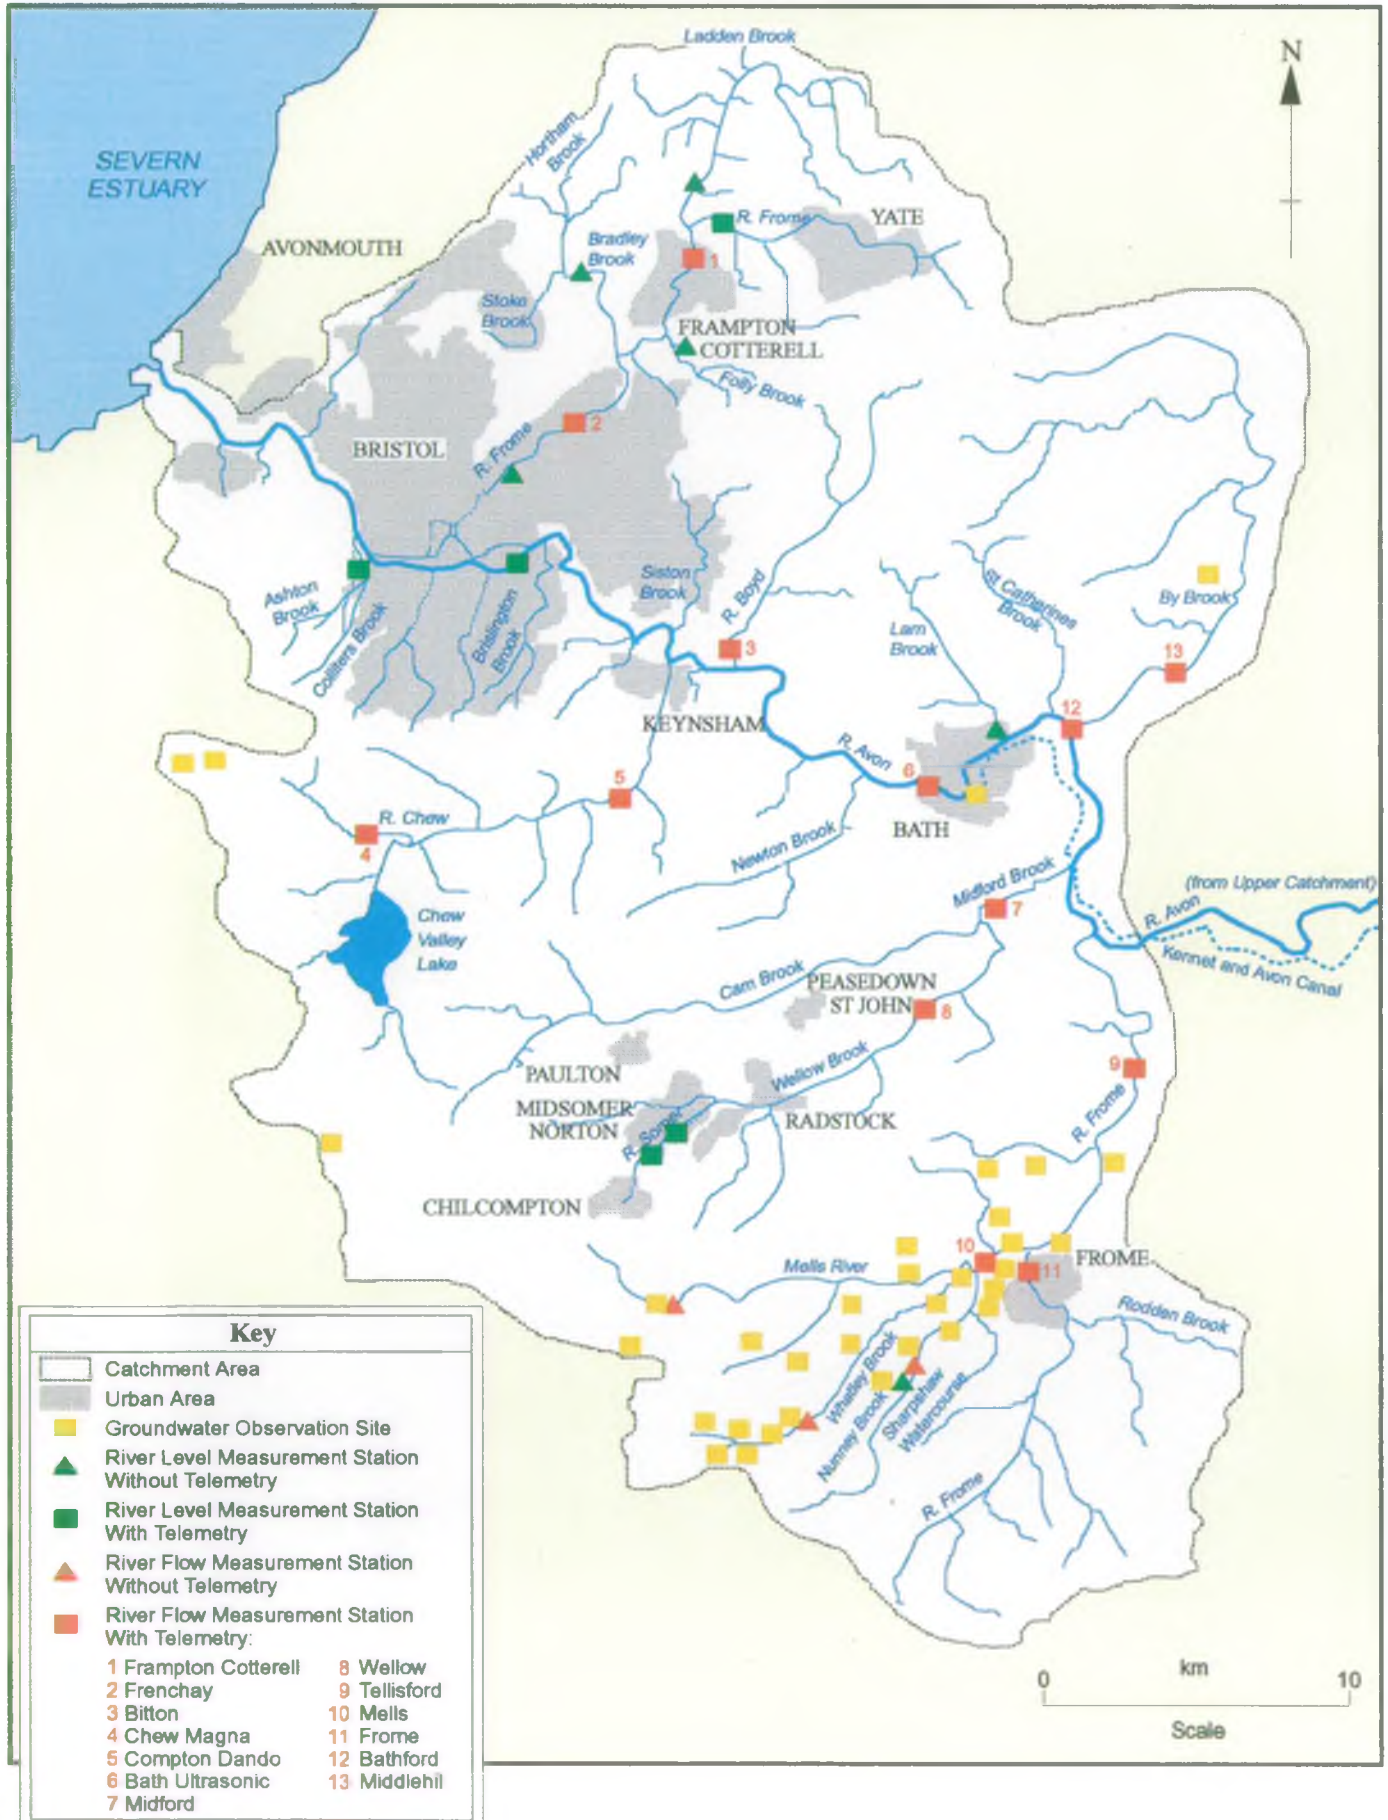 Ladden Brook
N
Hortham
Brook
SEVERN
ESTUARY
AVONMOUTH
Bradley
Brook
R. Frome
YATE
1
Stoke
Brook
FRAMPTON
COTTERELL
Folly Brook
2
BRISTOL
R. Frome
Siston
Brook
R. Boyd
Ashton
Brook
Colliters Brook
Brislington
Brook
St Catherines
Brook
By Brook
Lam
Brook
3
13
KEYNSHAM
12
R. Avon
6
5
R. Chew
4
BATH
Newton Brook
Midford Brook
7
(from Upper Catchment)
R. Avon
Kennet and Avon Canal
Chew
Valley
Lake
Cam Brook
PEASEDOWN
ST JOHN
8
PAULTON
Wellow Brook
9
MIDSOMER
NORTON
R. Somer
RADSTOCK
R. Frome
CHILCOMPTON
10
FROME
11
Mells River
Rodden Brook
Whatley Brook
Nunney Brook
Sharpshaw
Watercourse
R. Frome
Key
Catchment Area
Urban Area
Groundwater Observation Site
River Level Measurement Station
Without Telemetry
River Level Measurement Station
With Telemetry
River Flow Measurement Station
Without Telemetry
River Flow Measurement Station
With Telemetry:
1 Frampton Cotterell 8 Wellow
2 Frenchay 9 Tellisford
3 Bitton 10 Mells
4 Chew Magna 11 Frome
5 Compton Dando 12 Bathford
6 Bath Ultrasonic 13 Middlehil
7 Midford
0 km 10
Scale